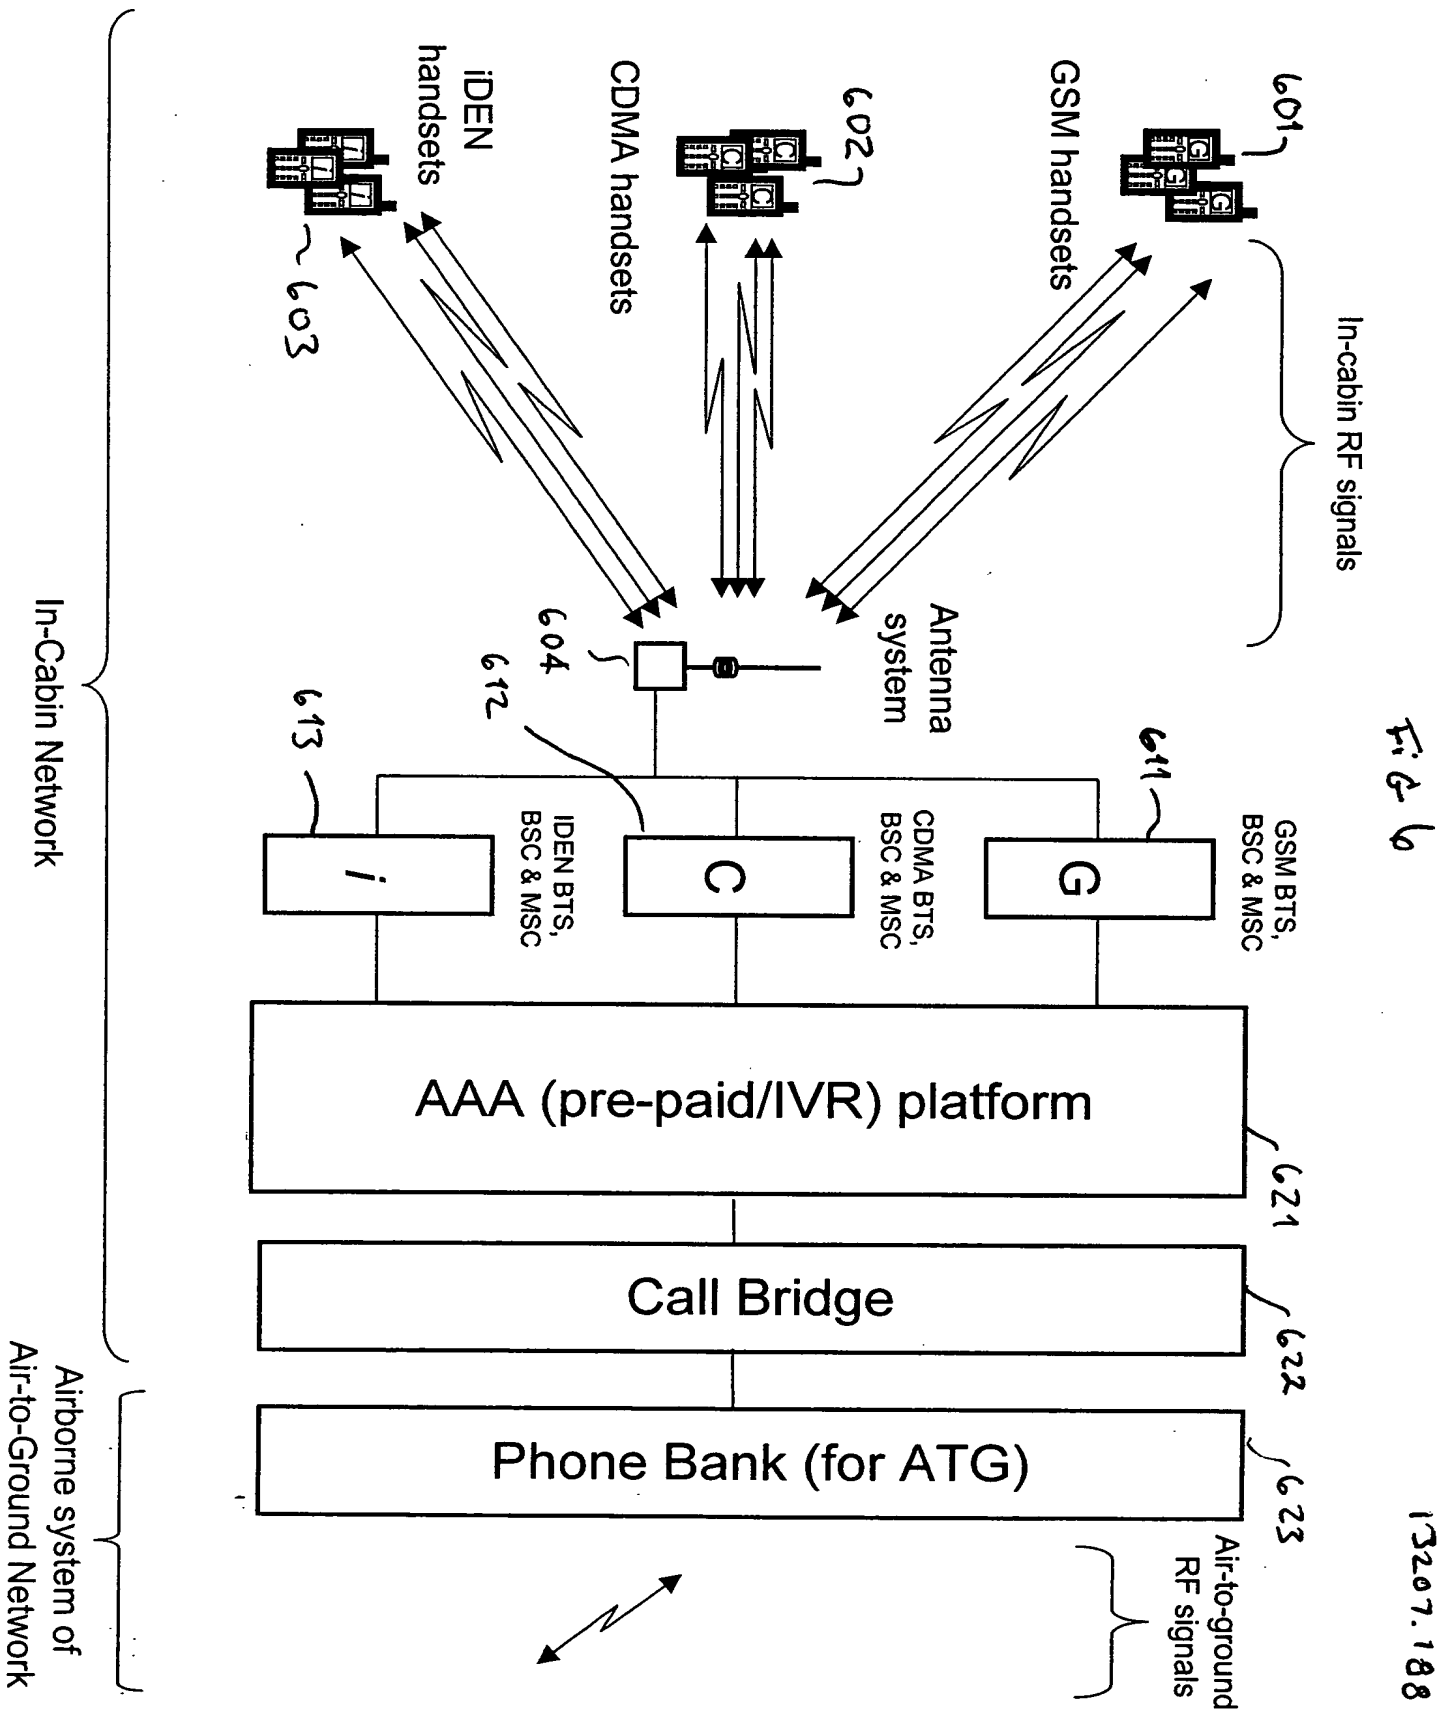 FiG 6
13207.188
In-cabin RF signals
601
GSM handsets
G
G
G
611
GSM BTS,
BSC & MSC
G
621
622
623
Air-to-ground
RF signals
602
CDMA handsets
C
C
C
Antenna
system
CDMA BTS,
BSC & MSC
C
612
604
AAA (pre-paid/IVR) platform
Call Bridge
Phone Bank (for ATG)
iDEN
handsets
i
i
i
603
iDEN BTS,
BSC & MSC
i
613
In-Cabin Network
Airborne system of
Air-to-Ground Network